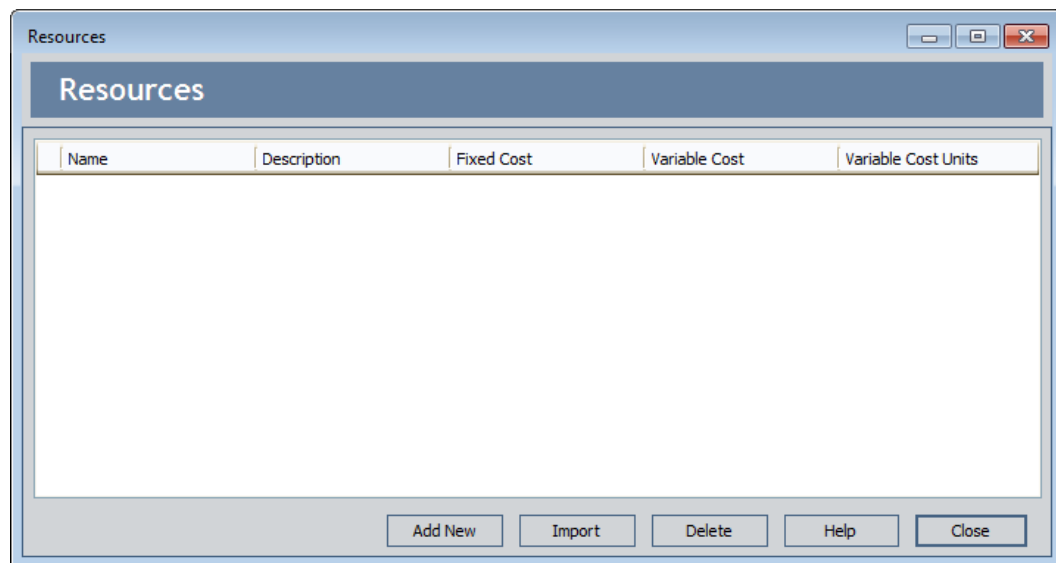 Resources
Resources
Name Description Fixed Cost Variable Cost Variable Cost Units
Add New Import Delete Help Close